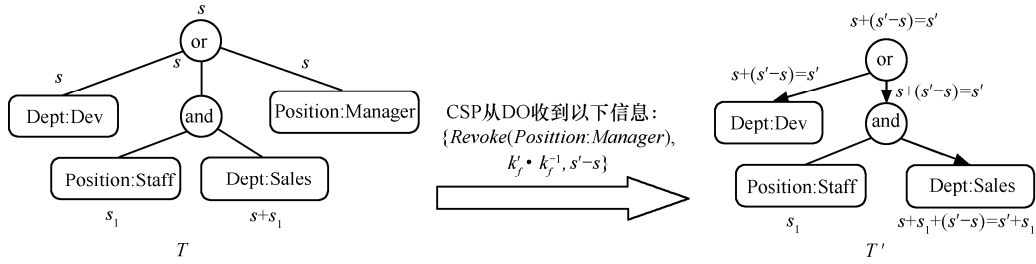 s
or
s
s
s
Dept:Dev
and
Position:Manager
Position:Staff
Dept:Sales
s₁
s+s₁
T
CSP从DO收到以下信息：
{Revoke(Posittion:Manager),
k′f• kf⁻¹, s′−s}
s+(s′−s)=s′
or
s+(s′−s)=s′
s+(s′−s)=s′
Dept:Dev
and
Position:Staff
Dept:Sales
s₁
s+s₁+(s′−s)=s′+s₁
T′